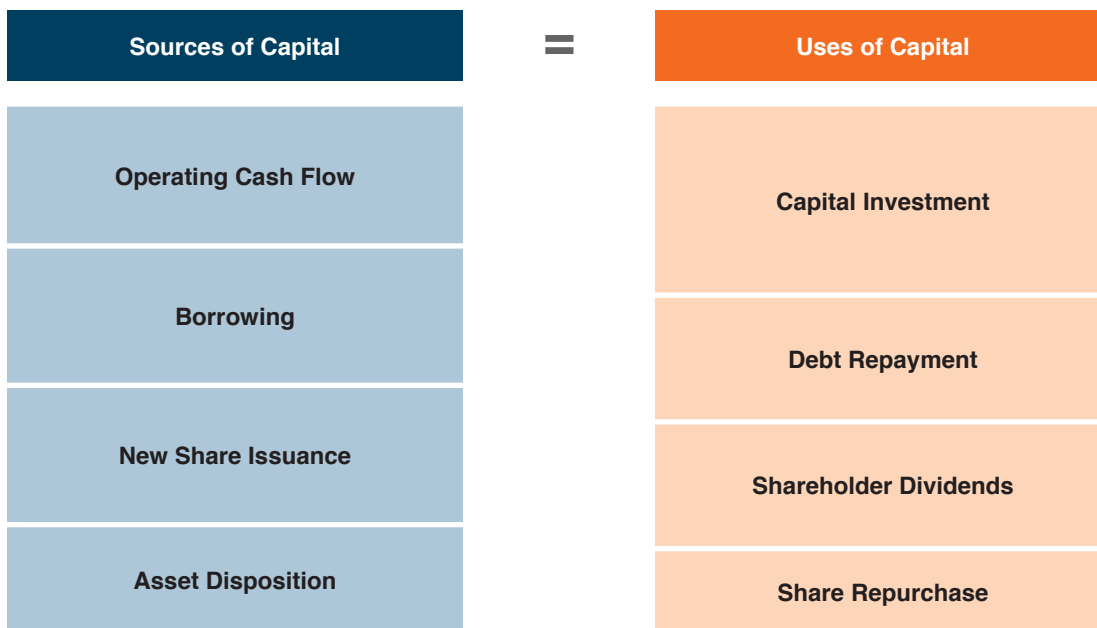 Sources of Capital
=
Uses of Capital
Operating Cash Flow
Borrowing
New Share Issuance
Asset Disposition
Capital Investment
Debt Repayment
Shareholder Dividends
Share Repurchase